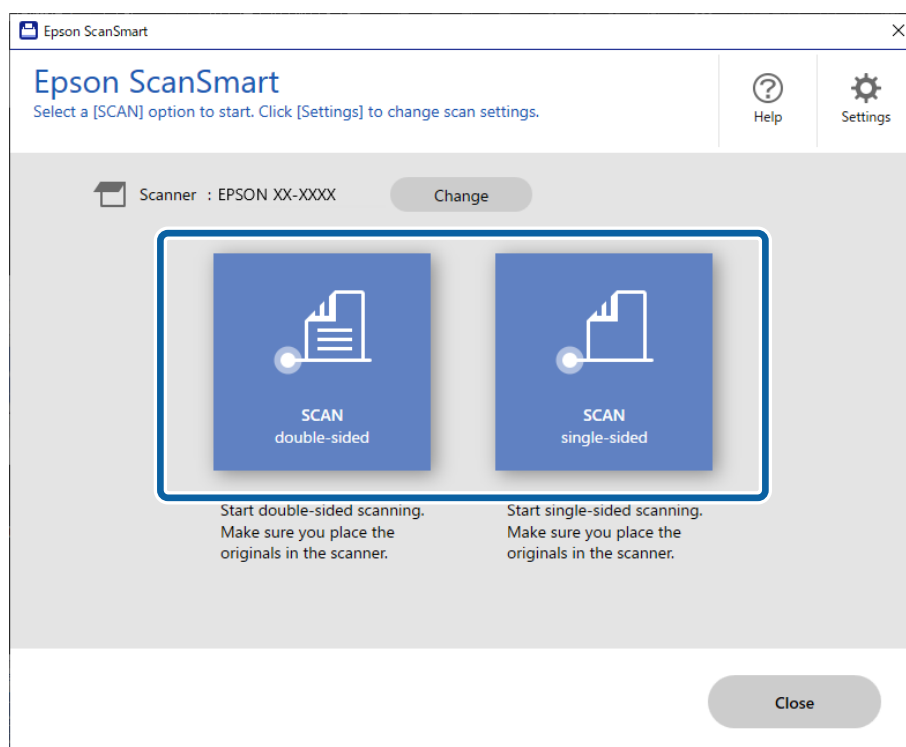 Epson ScanSmart
Epson ScanSmart
Select a [SCAN] option to start. Click [Settings] to change scan settings.
Help
Settings
Scanner : EPSON XX-XXXX
Change
SCAN
double-sided
SCAN
single-sided
Start double-sided scanning.
Make sure you place the
originals in the scanner.
Start single-sided scanning.
Make sure you place the
originals in the scanner.
Close